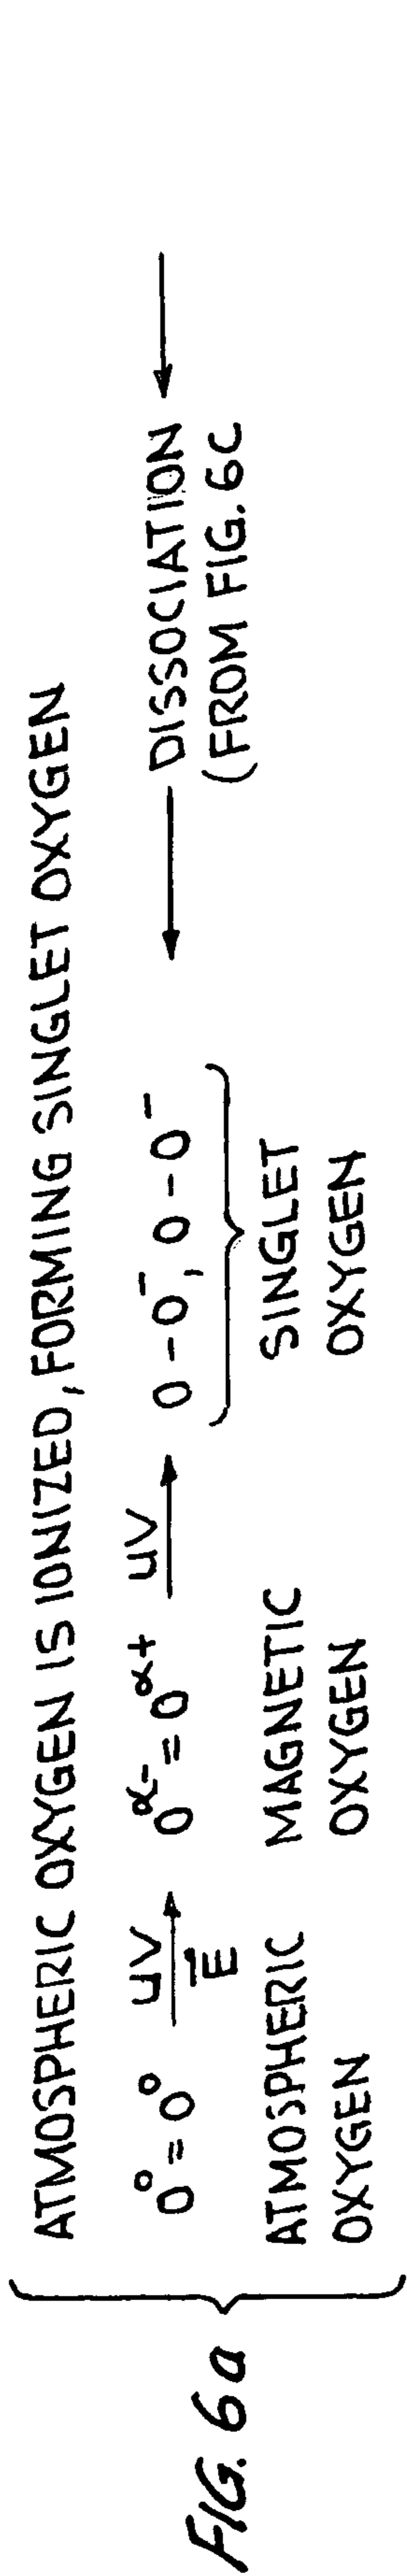 FIG. 6a
ATMOSPHERIC OXYGEN IS IONIZED, FORMING SINGLET OXYGEN
O° = O° UV E̅ O^α- = O^α+ UV O – O⁻, O – O⁻ DISSOCIATION
(FROM FIG. 6C
ATMOSPHERIC OXYGEN
MAGNETIC OXYGEN
SINGLET OXYGEN